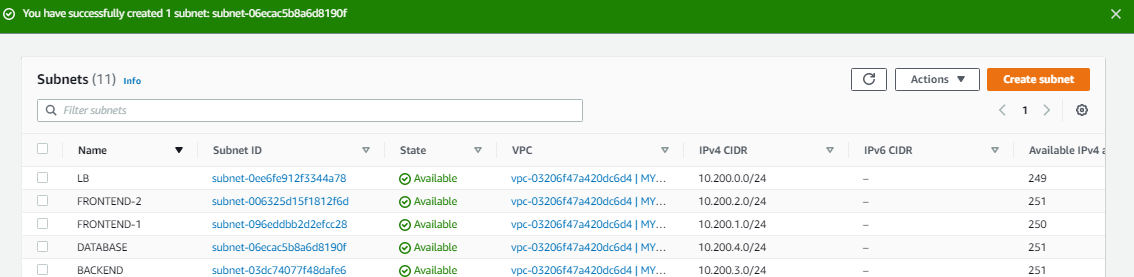 You have successfully created 1 subnet: subnet-06ecac5b8a6d8190f
Subnets (11) Info
Actions
Create subnet
Filter subnets
1
Name Subnet ID State VPC IPv4 CIDR IPv6 CIDR Available IPv4 a
LB subnet-0ee6fe912f3344a78 Available vpc-03206f47a420dc6d4 | MY... 10.200.0.0/24 – 249
FRONTEND-2 subnet-006325d15f1812f6d Available vpc-03206f47a420dc6d4 | MY... 10.200.2.0/24 – 251
FRONTEND-1 subnet-096eddbb2d2efcc28 Available vpc-03206f47a420dc6d4 | MY... 10.200.1.0/24 – 250
DATABASE subnet-06ecac5b8a6d8190f Available vpc-03206f47a420dc6d4 | MY... 10.200.4.0/24 – 251
BACKEND subnet-03dc74077f48dafe6 Available vpc-03206f47a420dc6d4 | MY... 10.200.3.0/24 – 251